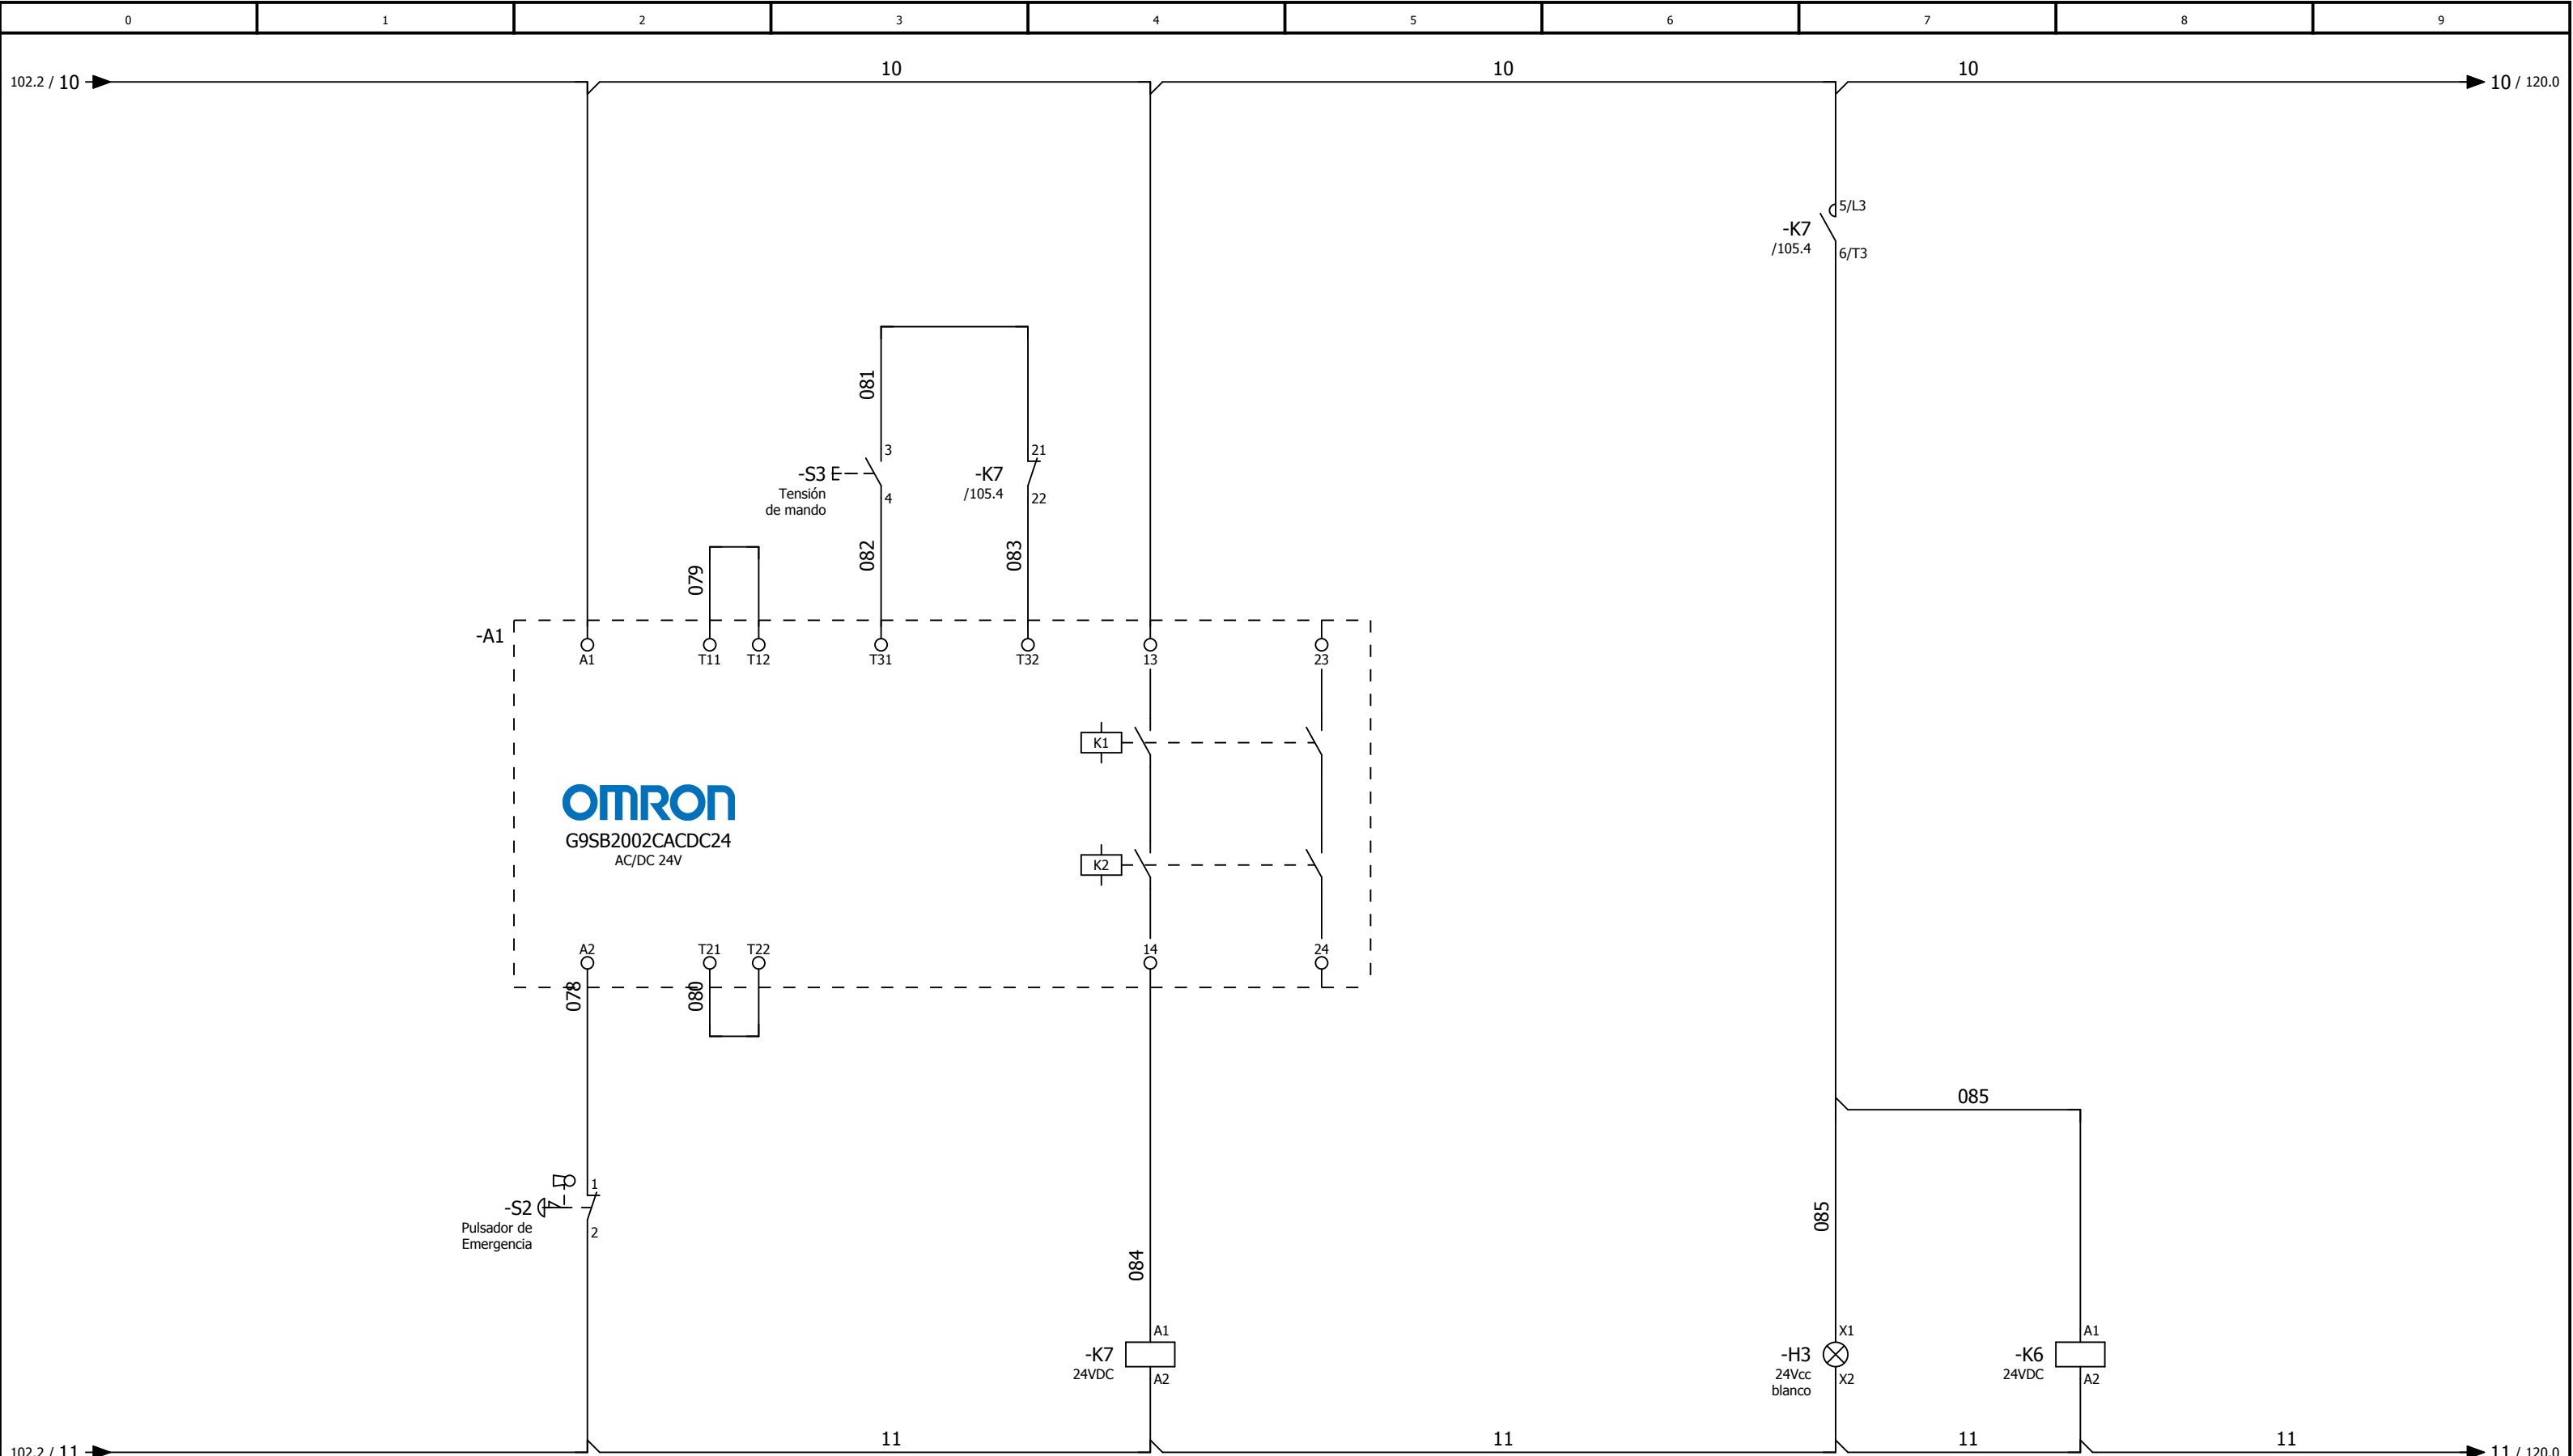 0 1 2 3 4 5 6 7 8 9
102.2 / 10
10
10
10
10 / 120.0
5/L3
-K7
/105.4
6/T3
081
3
-S3
Tensión
de mando
4
21
-K7
/105.4
22
079
082
083
-A1
A1
T11
T12
T31
T32
13
23
K1
OMRON
G9SB2002CACDC24
AC/DC 24V
K2
A2
T21
T22
14
24
078
080
085
1
-S2
Pulsador de
Emergencia
2
084
085
A1
-K7
24VDC
A2
X1
-H3
24Vcc
blanco
X2
A1
-K6
24VDC
A2
102.2 / 11
11
11
11
11
11 / 120.0